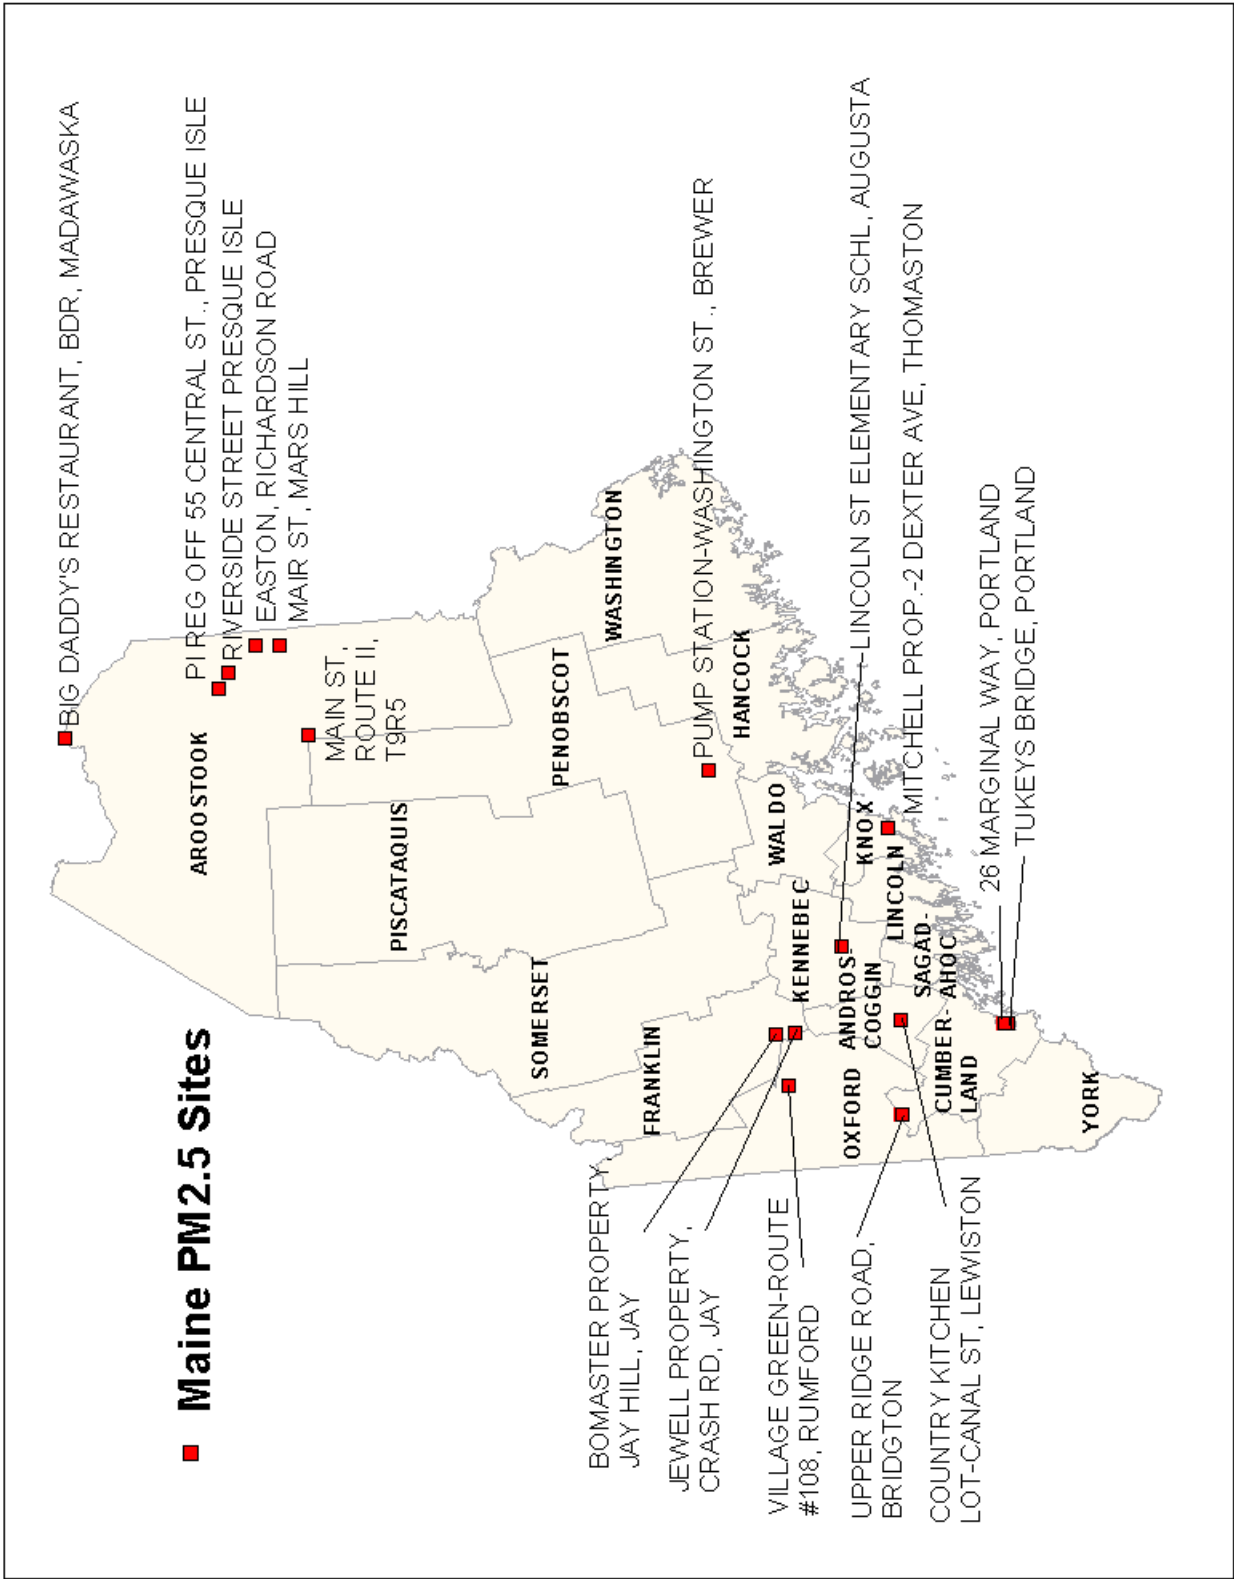 Maine PM2.5 Sites
BIG DADDY'S RESTAURANT, BDR, MADAWASKA
PI REG OFF 55 CENTRAL ST., PRESQUE ISLE
RIVERSIDE STREET PRESQUE ISLE
EASTON, RICHARDSON ROAD
MAIR ST, MARS HILL
MAIN ST,
ROUTE II,
T9R5
AROOSTOOK
PISCATAQUIS
PENOBSCOT
WASHINGTON
SOMERSET
FRANKLIN
HANCOCK
PUMP STATION-WASHINGTON ST., BREWER
WALDO
KENNEBEC
KNOX
LINCOLN
ANDROS-
COGGIN
SAGAD-
AHOC
OXFORD
CUMBER-
LAND
YORK
LINCOLN ST ELEMENTARY SCHL, AUGUSTA
MITCHELL PROP.-2 DEXTER AVE, THOMASTON
26 MARGINAL WAY, PORTLAND
TUKEYS BRIDGE, PORTLAND
BOMASTER PROPERTY,
JAY HILL, JAY
JEWELL PROPERTY,
CRASH RD, JAY
VILLAGE GREEN-ROUTE
#108, RUMFORD
UPPER RIDGE ROAD,
BRIDGTON
COUNTRY KITCHEN
LOT-CANAL ST, LEWISTON